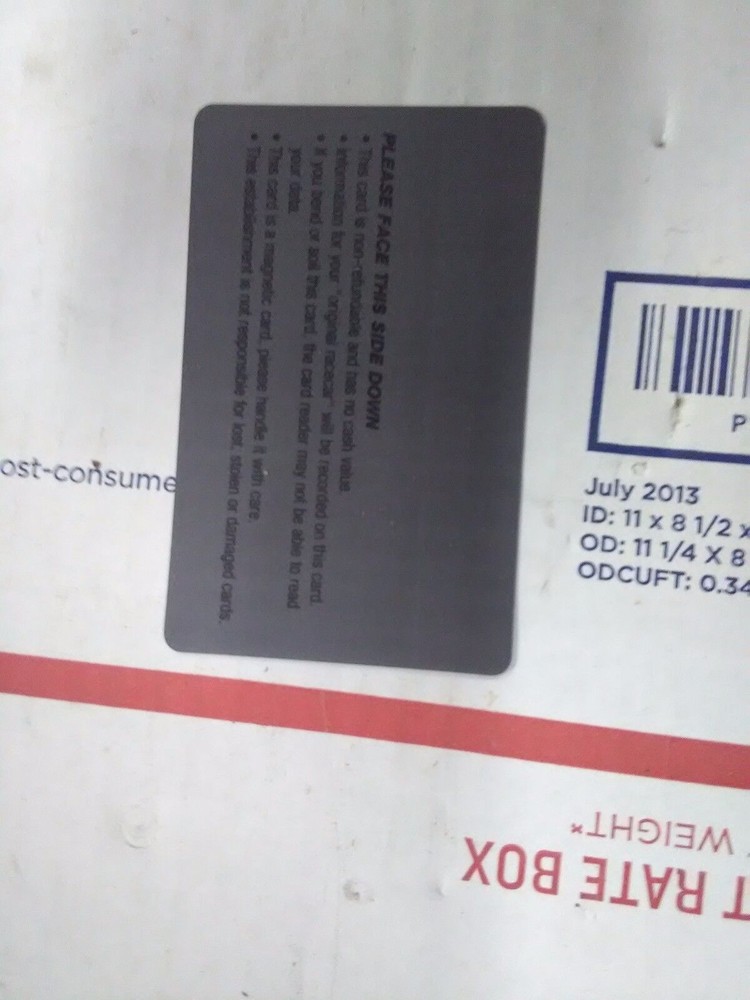 PLEASE FACE THIS SIDE DOWN
• This card is non-refundable and has no cash value.
• Information for your "original racecar" will be recorded on this card.
• If you bend or soil this card, the card reader may not be able to read
your data.
• This card is a magnetic card, please handle it with care.
• This establishment is not responsible for lost, stolen or damaged cards.
ost-consume
P
July 2013
ID: 11 x 8 1/2 x
OD: 11 1/4 X 8
ODCUFT: 0.34
T RATE BOX
WEIGHT*